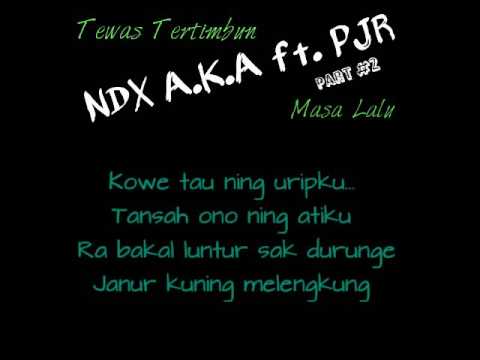 Tewas Tertimbun
NDX A.K.A ft. PJR
PART #2
Masa Lalu
Kowe tau ning uripku...
Tansah ono ning atiku
Ra bakal luntur sak durunge
Janur kuning melengkung